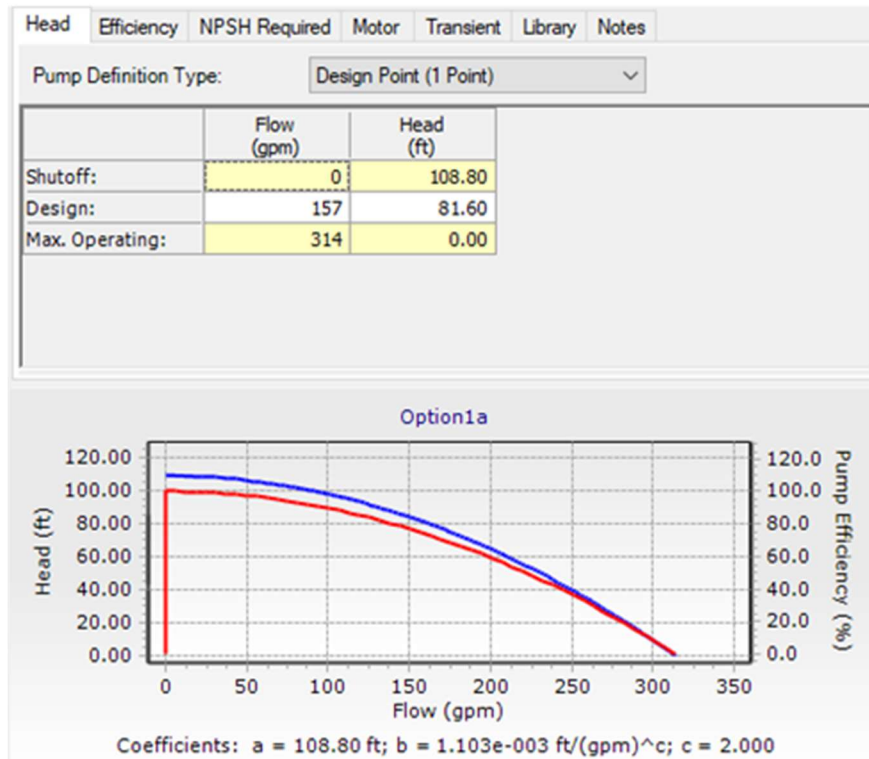 Head Efficiency NPSH Required Motor Transient Library Notes
Pump Definition Type: Design Point (1 Point)
Flow (gpm) Head (ft)
Shutoff: 0 108.80
Design: 157 81.60
Max. Operating: 314 0.00
Option1a
Head (ft)
120.00
100.00
80.00
60.00
40.00
20.00
0.00
120.0
100.0
80.0
60.0
40.0
20.0
0.0
Pump Efficiency (%)
0 50 100 150 200 250 300 350
Flow (gpm)
Coefficients: a = 108.80 ft; b = 1.103e-003 ft/(gpm)^c; c = 2.000